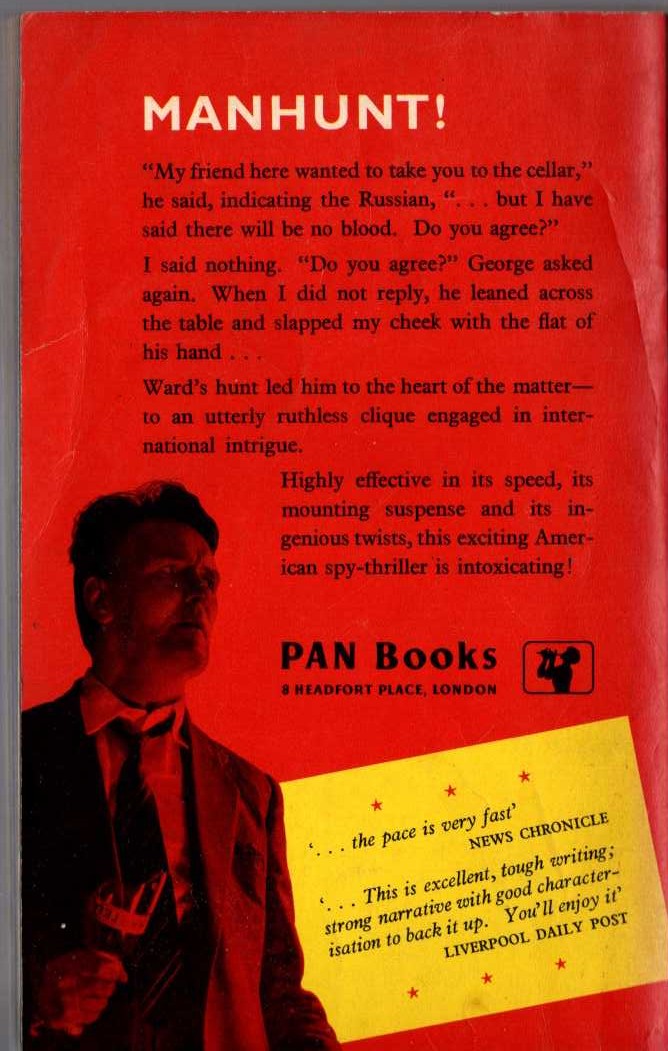 MANHUNT!
“My friend here wanted to take you to the cellar,”
he said, indicating the Russian, “. . . but I have
said there will be no blood. Do you agree?”
I said nothing. “Do you agree?” George asked
again. When I did not reply, he leaned across
the table and slapped my cheek with the flat of
his hand . . .
Ward’s hunt led him to the heart of the matter—
to an utterly ruthless clique engaged in inter-
national intrigue.
Highly effective in its speed, its
mounting suspense and its in-
genious twists, this exciting Amer-
ican spy-thriller is intoxicating!
PAN Books
8 HEADFORT PLACE, LONDON
‘. . . the pace is very fast’
NEWS CHRONICLE
‘. . . This is excellent, tough writing;
strong narrative with good character-
isation to back it up. You’ll enjoy it’
LIVERPOOL DAILY POST